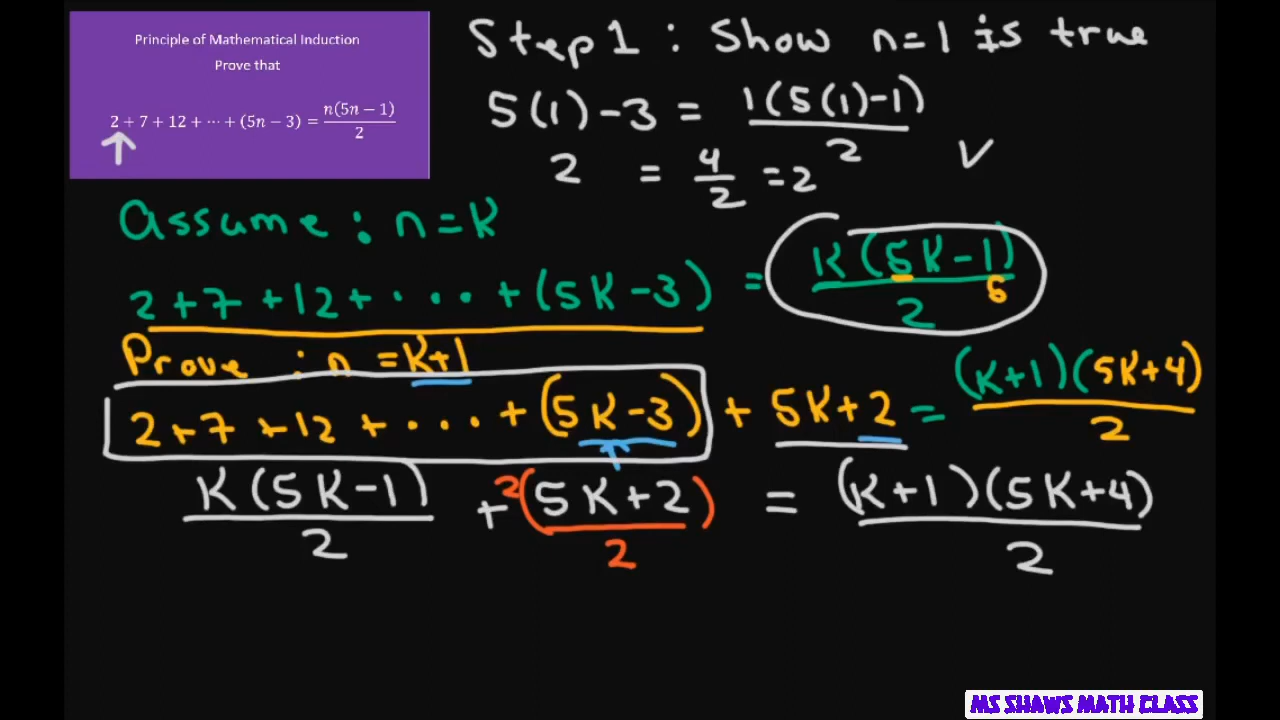 Principle of Mathematical Induction
Prove that
2 + 7 + 12 + ⋯ + (5n − 3) = n(5n − 1)/2
Step 1 : Show n=1 is true
5(1)-3 = 1(5(1)-1)/2
2 = 4/2 = 2 ✓
Assume : n=K
2+7+12+...+(5K-3) = K(5K-1)/2
5
Prove : n = K+1
2+7+12+...+(5K-3) + 5K+2 = (K+1)(5K+4)/2
K(5K-1)/2 + 2(5K+2)/2 = (K+1)(5K+4)/2
MS SHAWS MATH CLASS